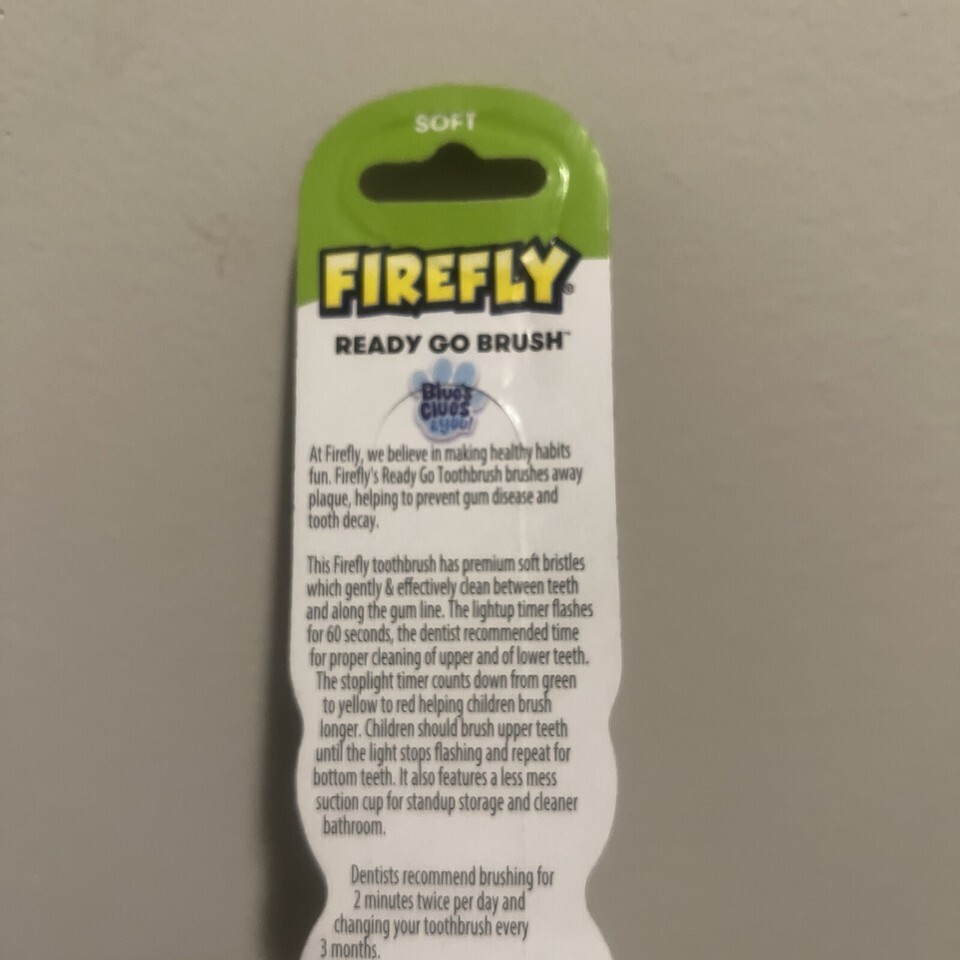 SOFT
FIREFLY®
READY GO BRUSH™
Blue's
Clues
& you!
At Firefly, we believe in making healthy habits
fun. Firefly's Ready Go Toothbrush brushes away
plaque, helping to prevent gum disease and
tooth decay.
This Firefly toothbrush has premium soft bristles
which gently & effectively clean between teeth
and along the gum line. The lightup timer flashes
for 60 seconds, the dentist recommended time
for proper cleaning of upper and of lower teeth.
The stoplight timer counts down from green
to yellow to red helping children brush
longer. Children should brush upper teeth
until the light stops flashing and repeat for
bottom teeth. It also features a less mess
suction cup for standup storage and cleaner
bathroom.
Dentists recommend brushing for
2 minutes twice per day and
changing your toothbrush every
3 months.